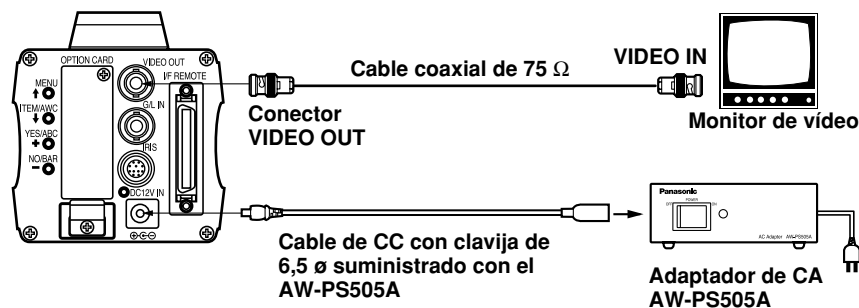 OPTION CARD
VIDEO OUT
I/F REMOTE
MENU
ITEM/AWC
YES/ABC
NO/BAR
G/L IN
IRIS
DC12V IN
Conector
VIDEO OUT
Cable coaxial de 75 Ω
VIDEO IN
Monitor de vídeo
Cable de CC con clavija de
6,5 ø suministrado con el
AW-PS505A
Panasonic
POWER
OFF
ON
AC Adapter AW-PS505A
Adaptador de CA
AW-PS505A